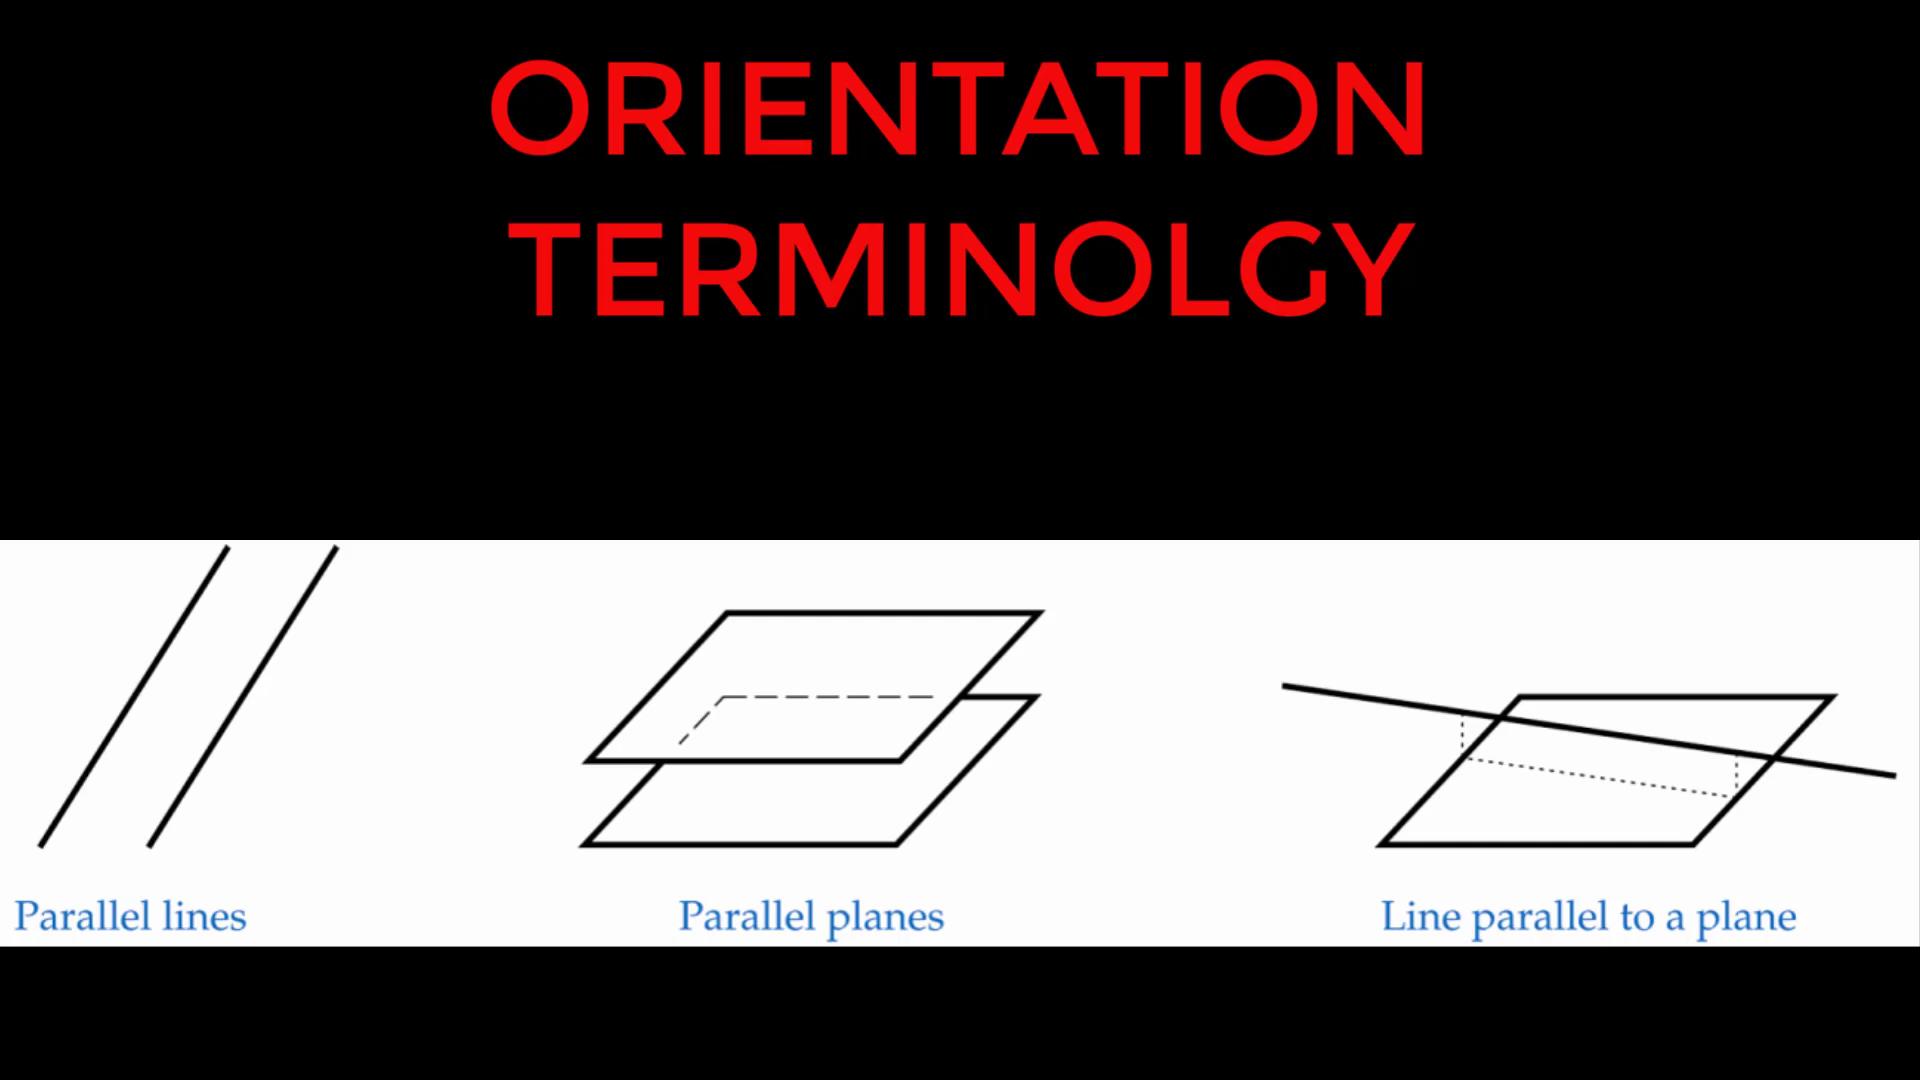 ORIENTATION
TERMINOLGY
Parallel lines
Parallel planes
Line parallel to a plane